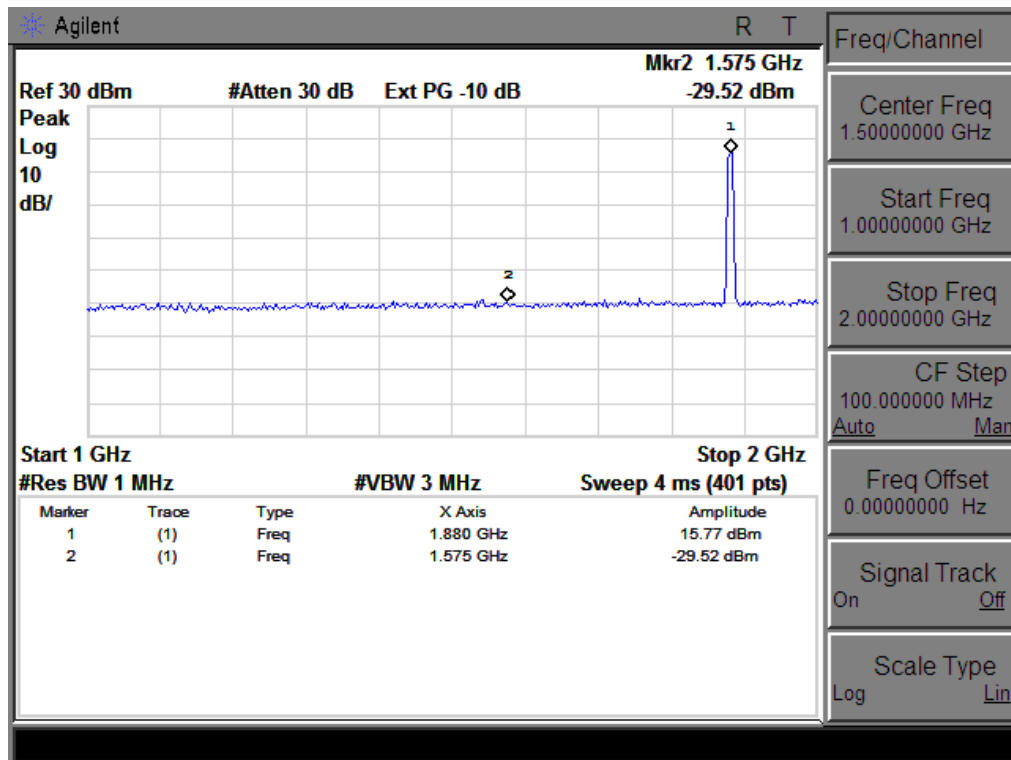 Agilent R T
Mkr2 1.575 GHz
Ref 30 dBm #Atten 30 dB Ext PG -10 dB -29.52 dBm
Peak
Log
10
dB/
1
2
Start 1 GHz Stop 2 GHz
#Res BW 1 MHz #VBW 3 MHz Sweep 4 ms (401 pts)
Marker Trace Type X Axis Amplitude
1 (1) Freq 1.880 GHz 15.77 dBm
2 (1) Freq 1.575 GHz -29.52 dBm
Freq/Channel
Center Freq
1.50000000 GHz
Start Freq
1.00000000 GHz
Stop Freq
2.00000000 GHz
CF Step
100.000000 MHz
Auto Man
Freq Offset
0.00000000 Hz
Signal Track
On Off
Scale Type
Log Lin